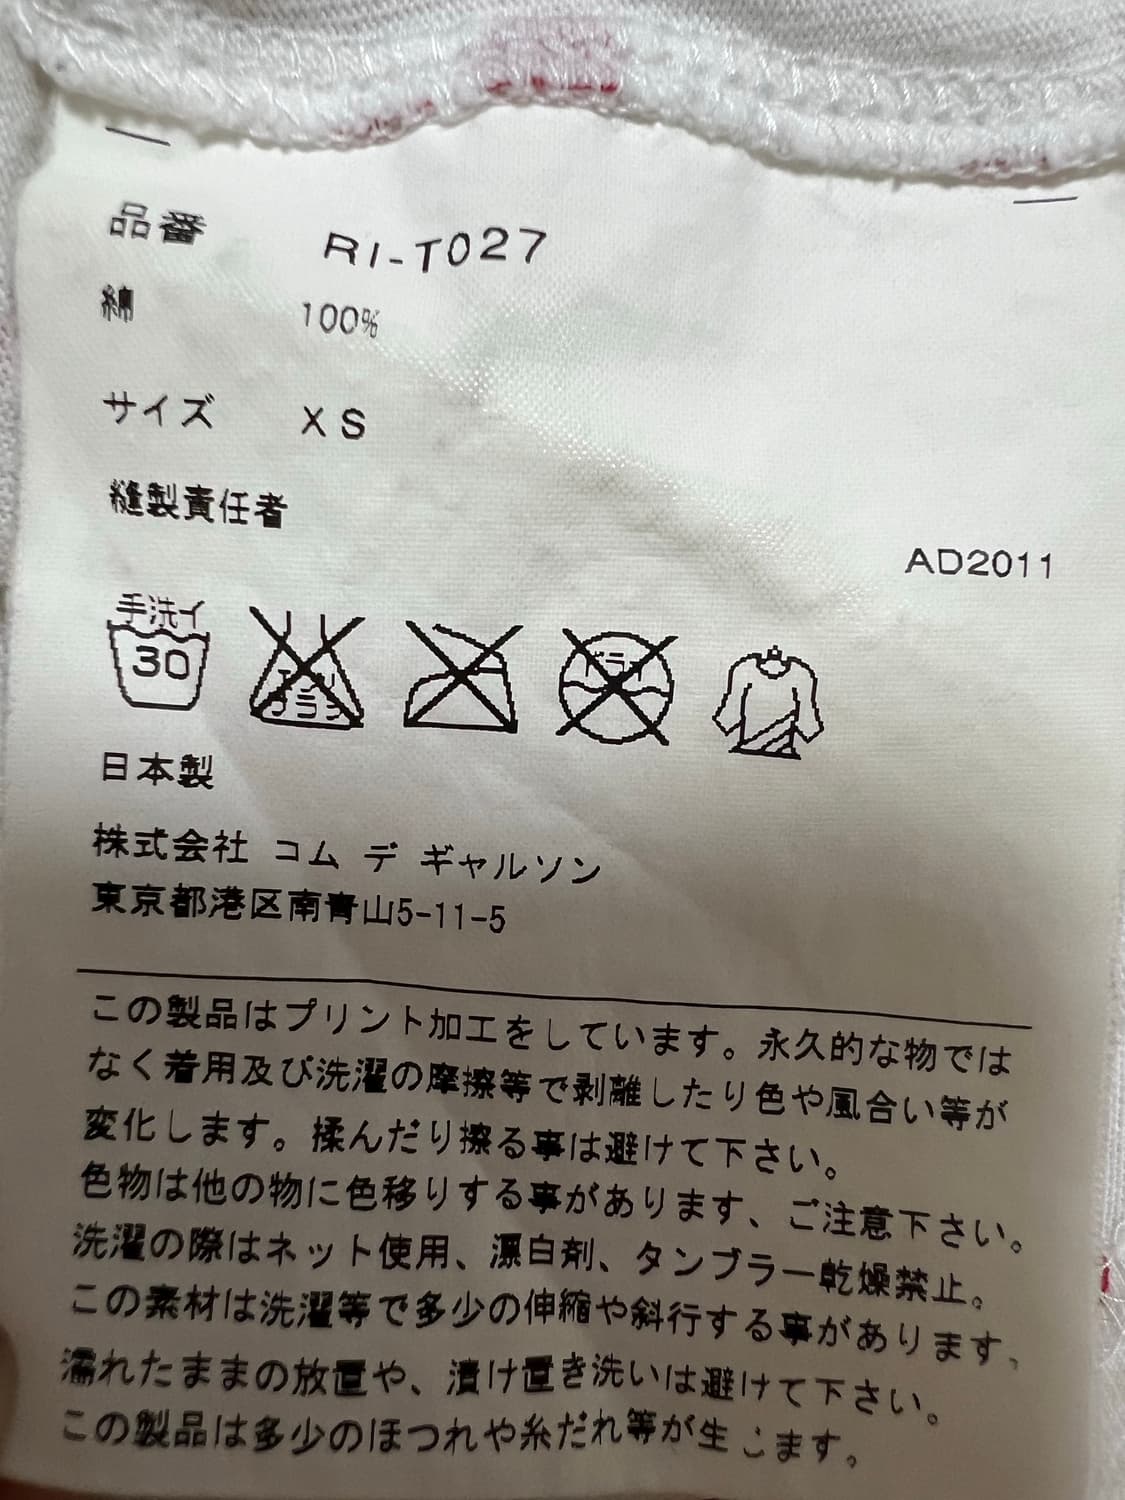 品番 RI-T027
綿 100%
サイズ XS
縫製責任者
AD2011
手洗イ
30
エンソ
サラシ
ドライ
日本製
株式会社 コム デ ギャルソン
東京都港区南青山5-11-5
この製品はプリント加工をしています。永久的な物では
なく着用及び洗濯の摩擦等で剥離したり色や風合い等が
変化します。揉んだり擦る事は避けて下さい。
色物は他の物に色移りする事があります、ご注意下さい。
洗濯の際はネット使用、漂白剤、タンブラー乾燥禁止。
この素材は洗濯等で多少の伸縮や斜行する事があります、
濡れたままの放置や、漬け置き洗いは避けて下さい。
この製品は多少のほつれや糸だれ等が生じます。